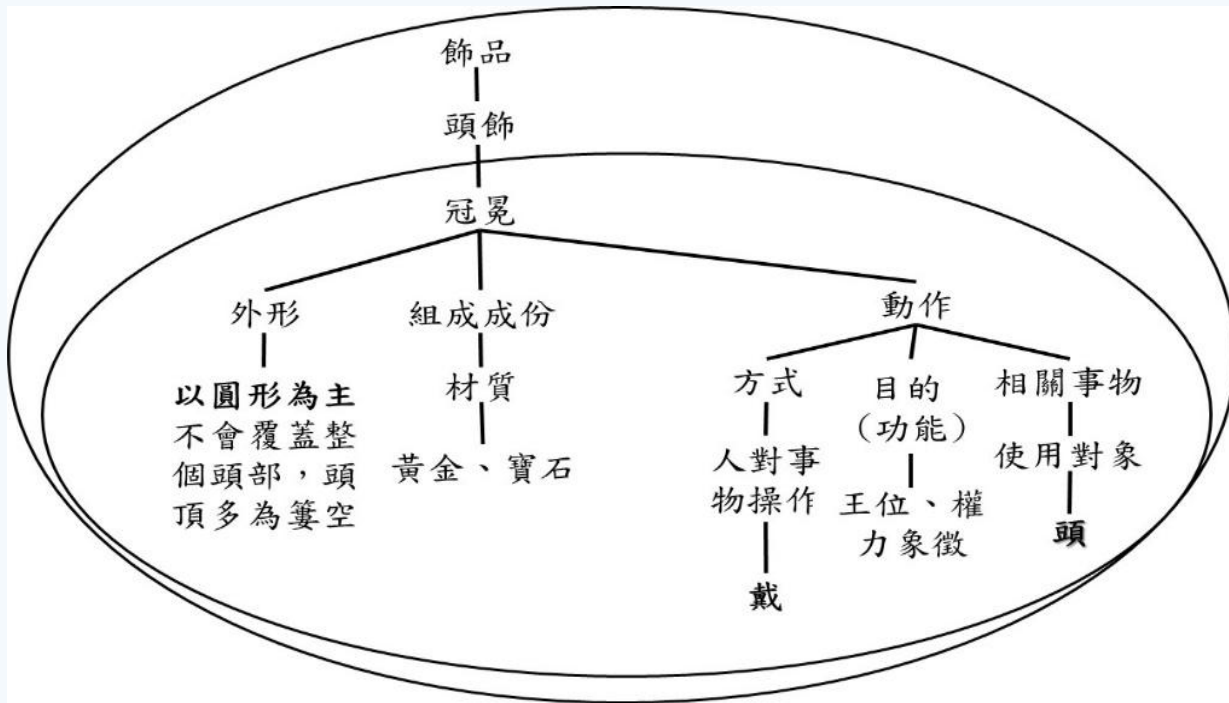 飾品
頭飾
冠冕
外形
組成成份
動作
以圓形為主
不會覆蓋整
個頭部，頭
頂多為簍空
材質
黃金、寶石
方式
人對事
物操作
戴
目的
（功能）
王位、權
力象徵
相關事物
使用對象
頭